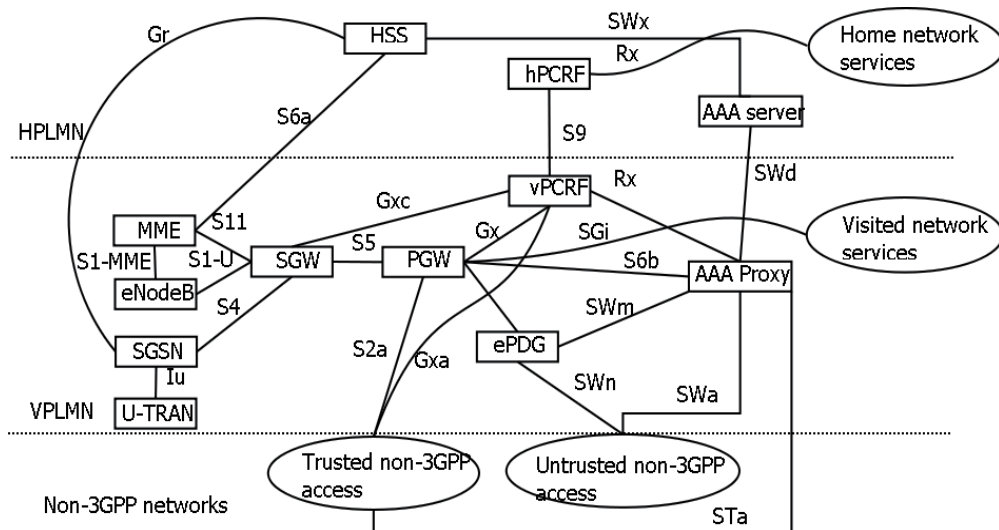 Gr
HSS
SWx
Home network
services
Rx
hPCRF
AAA server
S6a
HPLMN
S9
SWd
Rx
vPCRF
Gxc
MME
S11
Gx
SGi
Visited network
services
S5
S1-MME
S1-U
SGW
PGW
S6b
AAA Proxy
eNodeB
S4
SWm
SGSN
S2a
Gxa
ePDG
Iu
SWn
SWa
VPLMN
U-TRAN
Trusted non-3GPP
access
Untrusted non-3GPP
access
Non-3GPP networks
STa